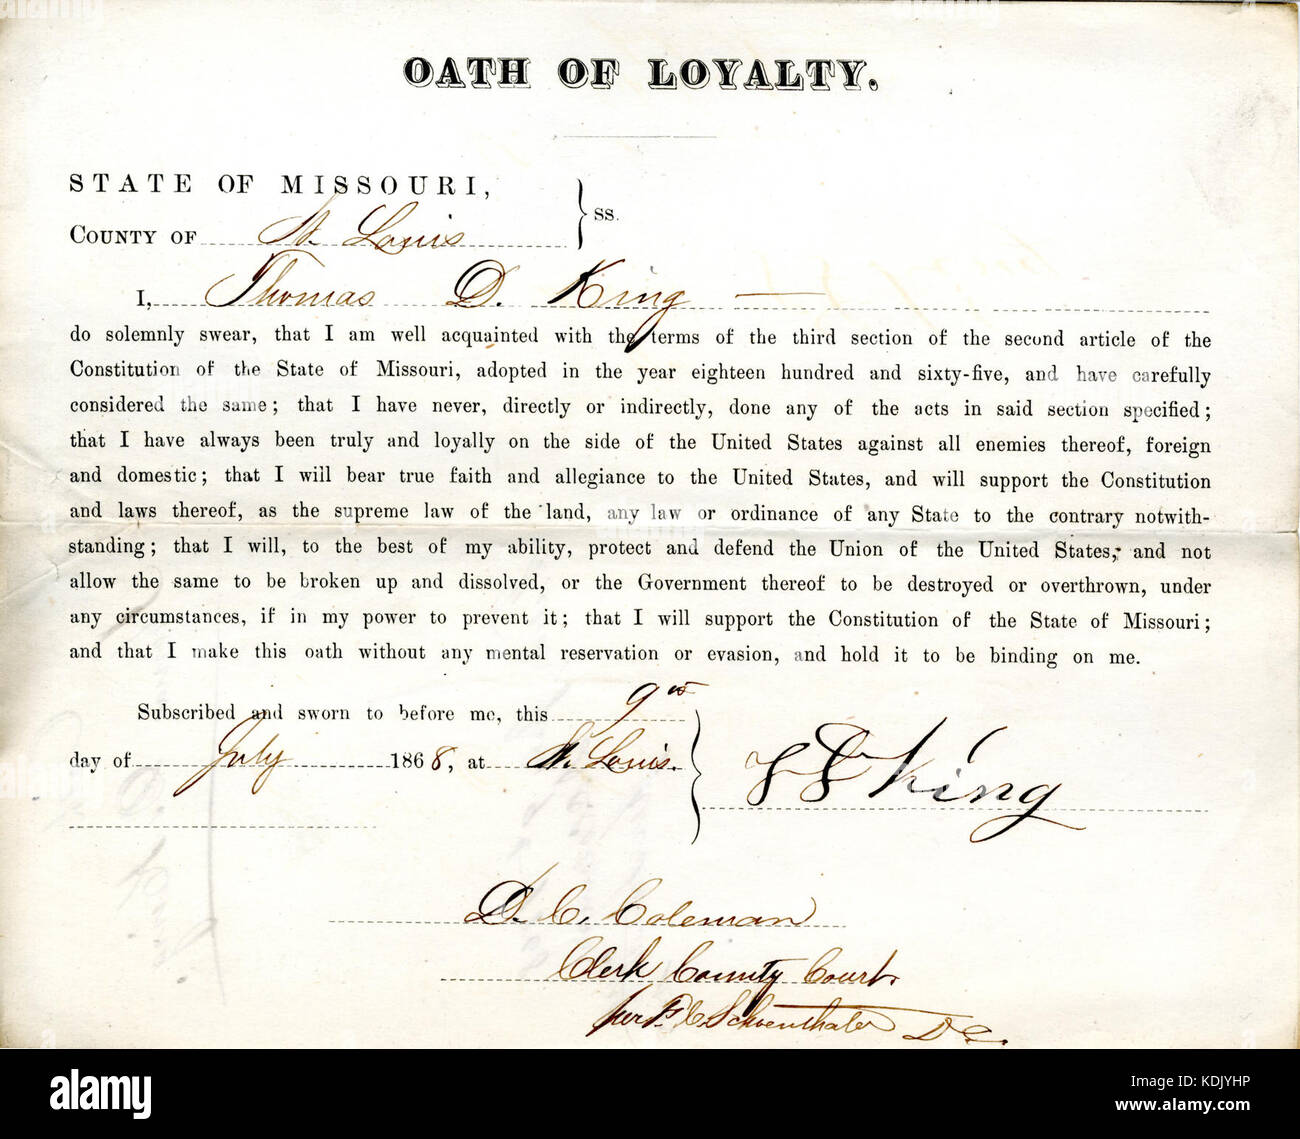 OATH OF LOYALTY.
STATE OF MISSOURI,
COUNTY OF St. Louis } ss.
I, Thomas D. King
do solemnly swear, that I am well acquainted with the terms of the third section of the second article of the
Constitution of the State of Missouri, adopted in the year eighteen hundred and sixty-five, and have carefully
considered the same; that I have never, directly or indirectly, done any of the acts in said section specified;
that I have always been truly and loyally on the side of the United States against all enemies thereof, foreign
and domestic; that I will bear true faith and allegiance to the United States, and will support the Constitution
and laws thereof, as the supreme law of the land, any law or ordinance of any State to the contrary notwith-
standing; that I will, to the best of my ability, protect and defend the Union of the United States, and not
allow the same to be broken up and dissolved, or the Government thereof to be destroyed or overthrown, under
any circumstances, if in my power to prevent it; that I will support the Constitution of the State of Missouri;
and that I make this oath without any mental reservation or evasion, and hold it to be binding on me.
Subscribed and sworn to before me, this 9th
day of July 1868, at St. Louis.
King
D. C. Coleman
Clerk County Court
per F. C. Schoenthaler D C.
alamy
Image ID: KDJYHP
www.alamy.com